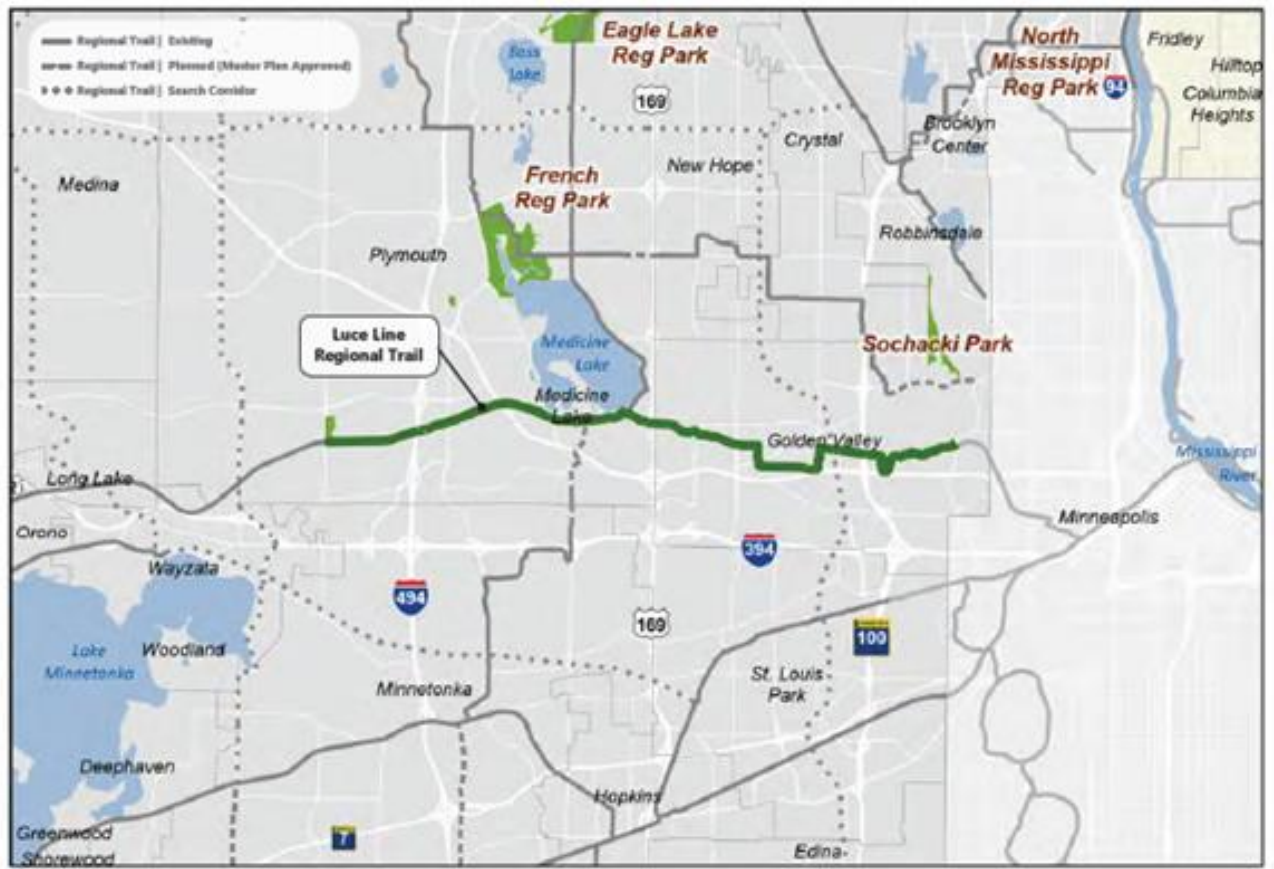 Regional Trail | Existing
Regional Trail | Planned (Master Plan Approved)
Regional Trail | Search Corridor
Eagle Lake
Reg Park
Bass
Lake
169
North
Mississippi
Reg Park
94
Fridley
Hilltop
Columbia
Heights
Brooklyn
Center
Crystal
New Hope
Medina
French
Reg Park
Plymouth
Robbinsdale
Luce Line
Regional Trail
Medicine
Lake
Sochacki Park
Medicine
Lake
Golden Valley
Mississippi
River
Long Lake
Orono
Minneapolis
Wayzata
394
494
169
100
Lake
Minnetonka
Woodland
St. Louis
Park
Minnetonka
Deephaven
Hopkins
Greenwood
Shorewood
7
Edina